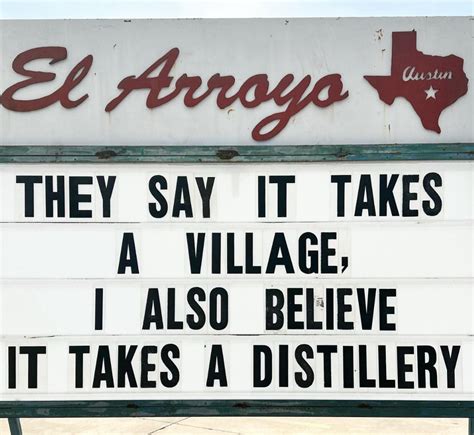 El Arroyo
Austin
THEY SAY IT TAKES
A VILLAGE,
I ALSO BELIEVE
IT TAKES A DISTILLERY